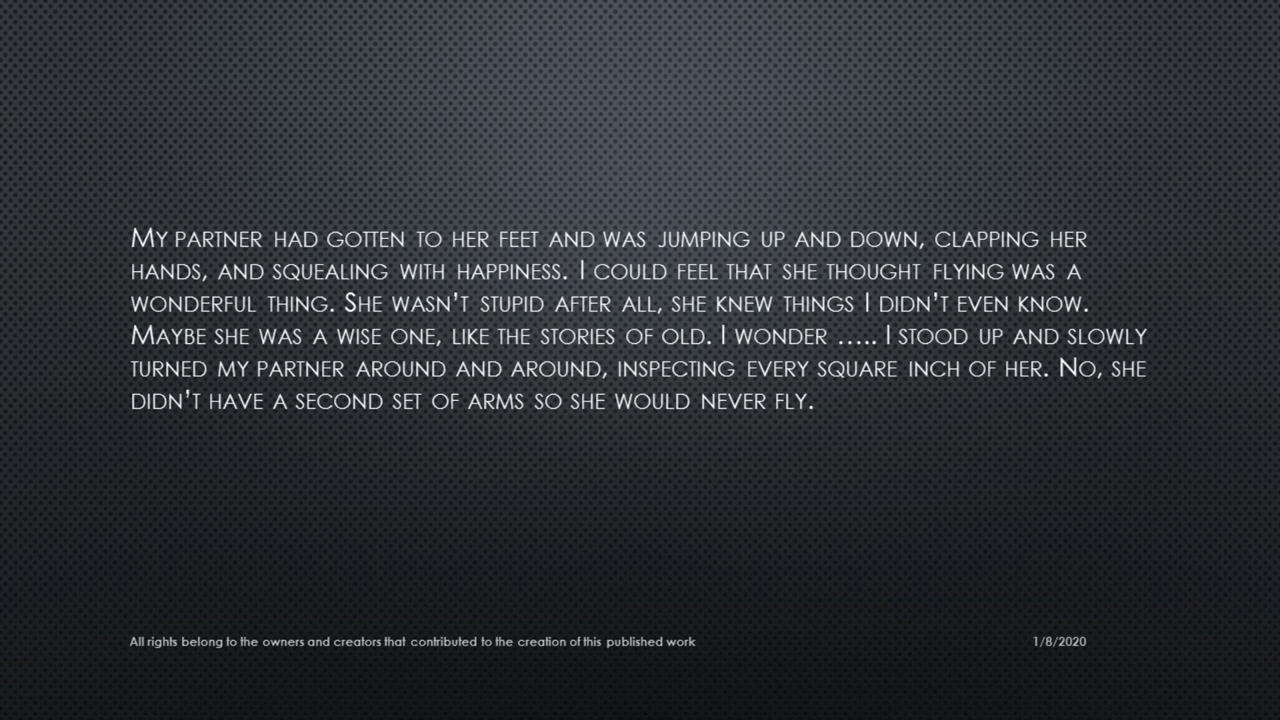 My partner had gotten to her feet and was jumping up and down, clapping her
hands, and squealing with happiness. I could feel that she thought flying was a
wonderful thing. She wasn't stupid after all, she knew things I didn't even know.
Maybe she was a wise one, like the stories of old. I wonder ..... I stood up and slowly
turned my partner around and around, inspecting every square inch of her. No, she
didn't have a second set of arms so she would never fly.
All rights belong to the owners and creators that contributed to the creation of this published work
1/8/2020